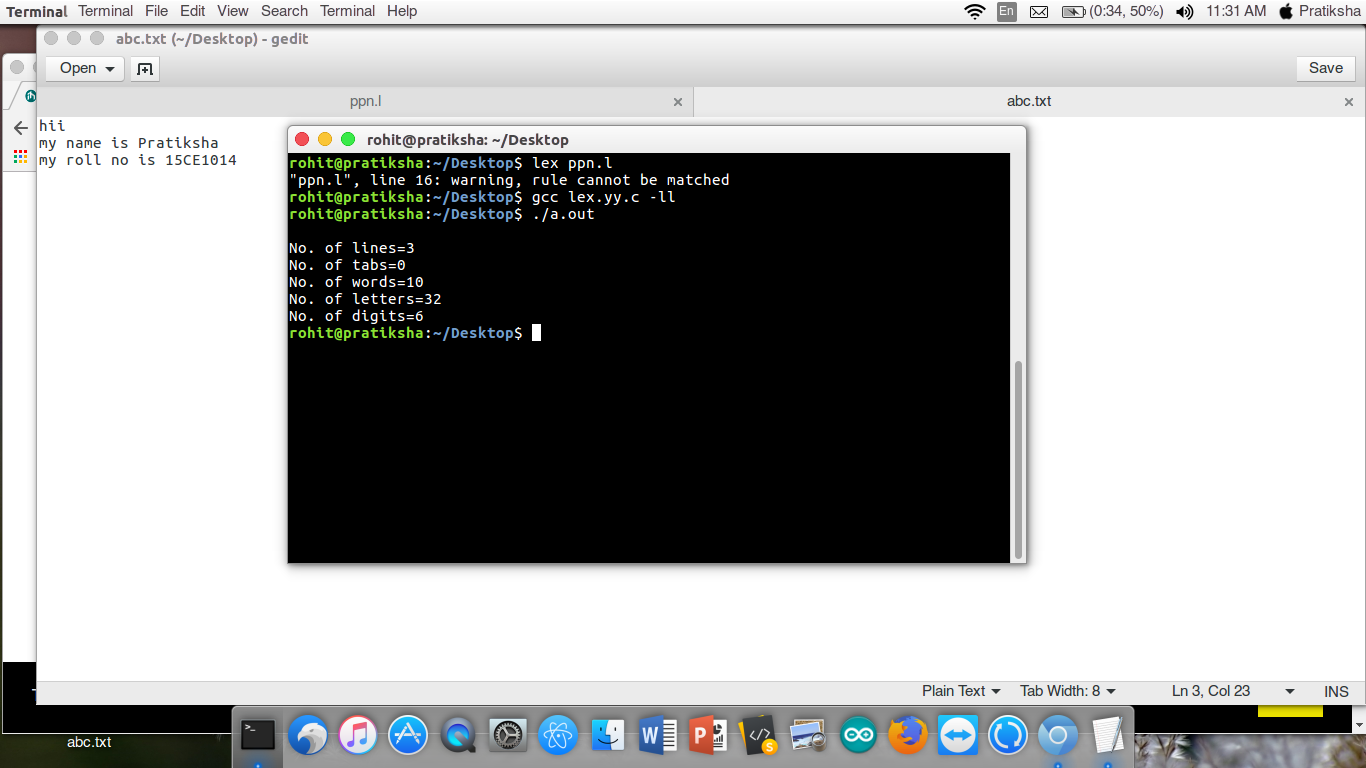 Terminal Terminal File Edit View Search Terminal Help En (0:34, 50%) 11:31 AM Pratiksha
abc.txt (~/Desktop) - gedit
Open Save
ppn.l abc.txt
hii
my name is Pratiksha
my roll no is 15CE1014
rohit@pratiksha: ~/Desktop
rohit@pratiksha:~/Desktop$ lex ppn.l
"ppn.l", line 16: warning, rule cannot be matched
rohit@pratiksha:~/Desktop$ gcc lex.yy.c -ll
rohit@pratiksha:~/Desktop$ ./a.out
No. of lines=3
No. of tabs=0
No. of words=10
No. of letters=32
No. of digits=6
rohit@pratiksha:~/Desktop$
Plain Text Tab Width: 8 Ln 3, Col 23 INS
abc.txt